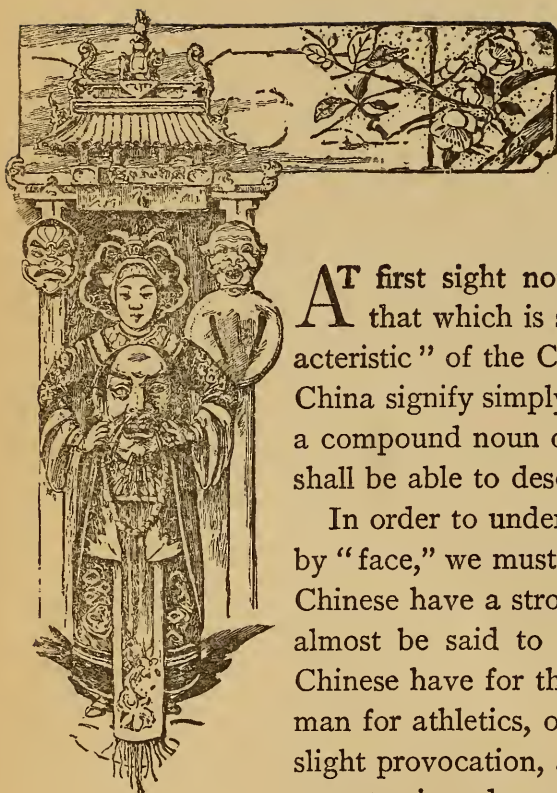 AT first sight no
that which is
acteristic" of the C
China signify simply
a compound noun
shall be able to des
In order to under
by "face," we must
Chinese have a stro
almost be said to
Chinese have for th
man for athletics, o
slight provocation,